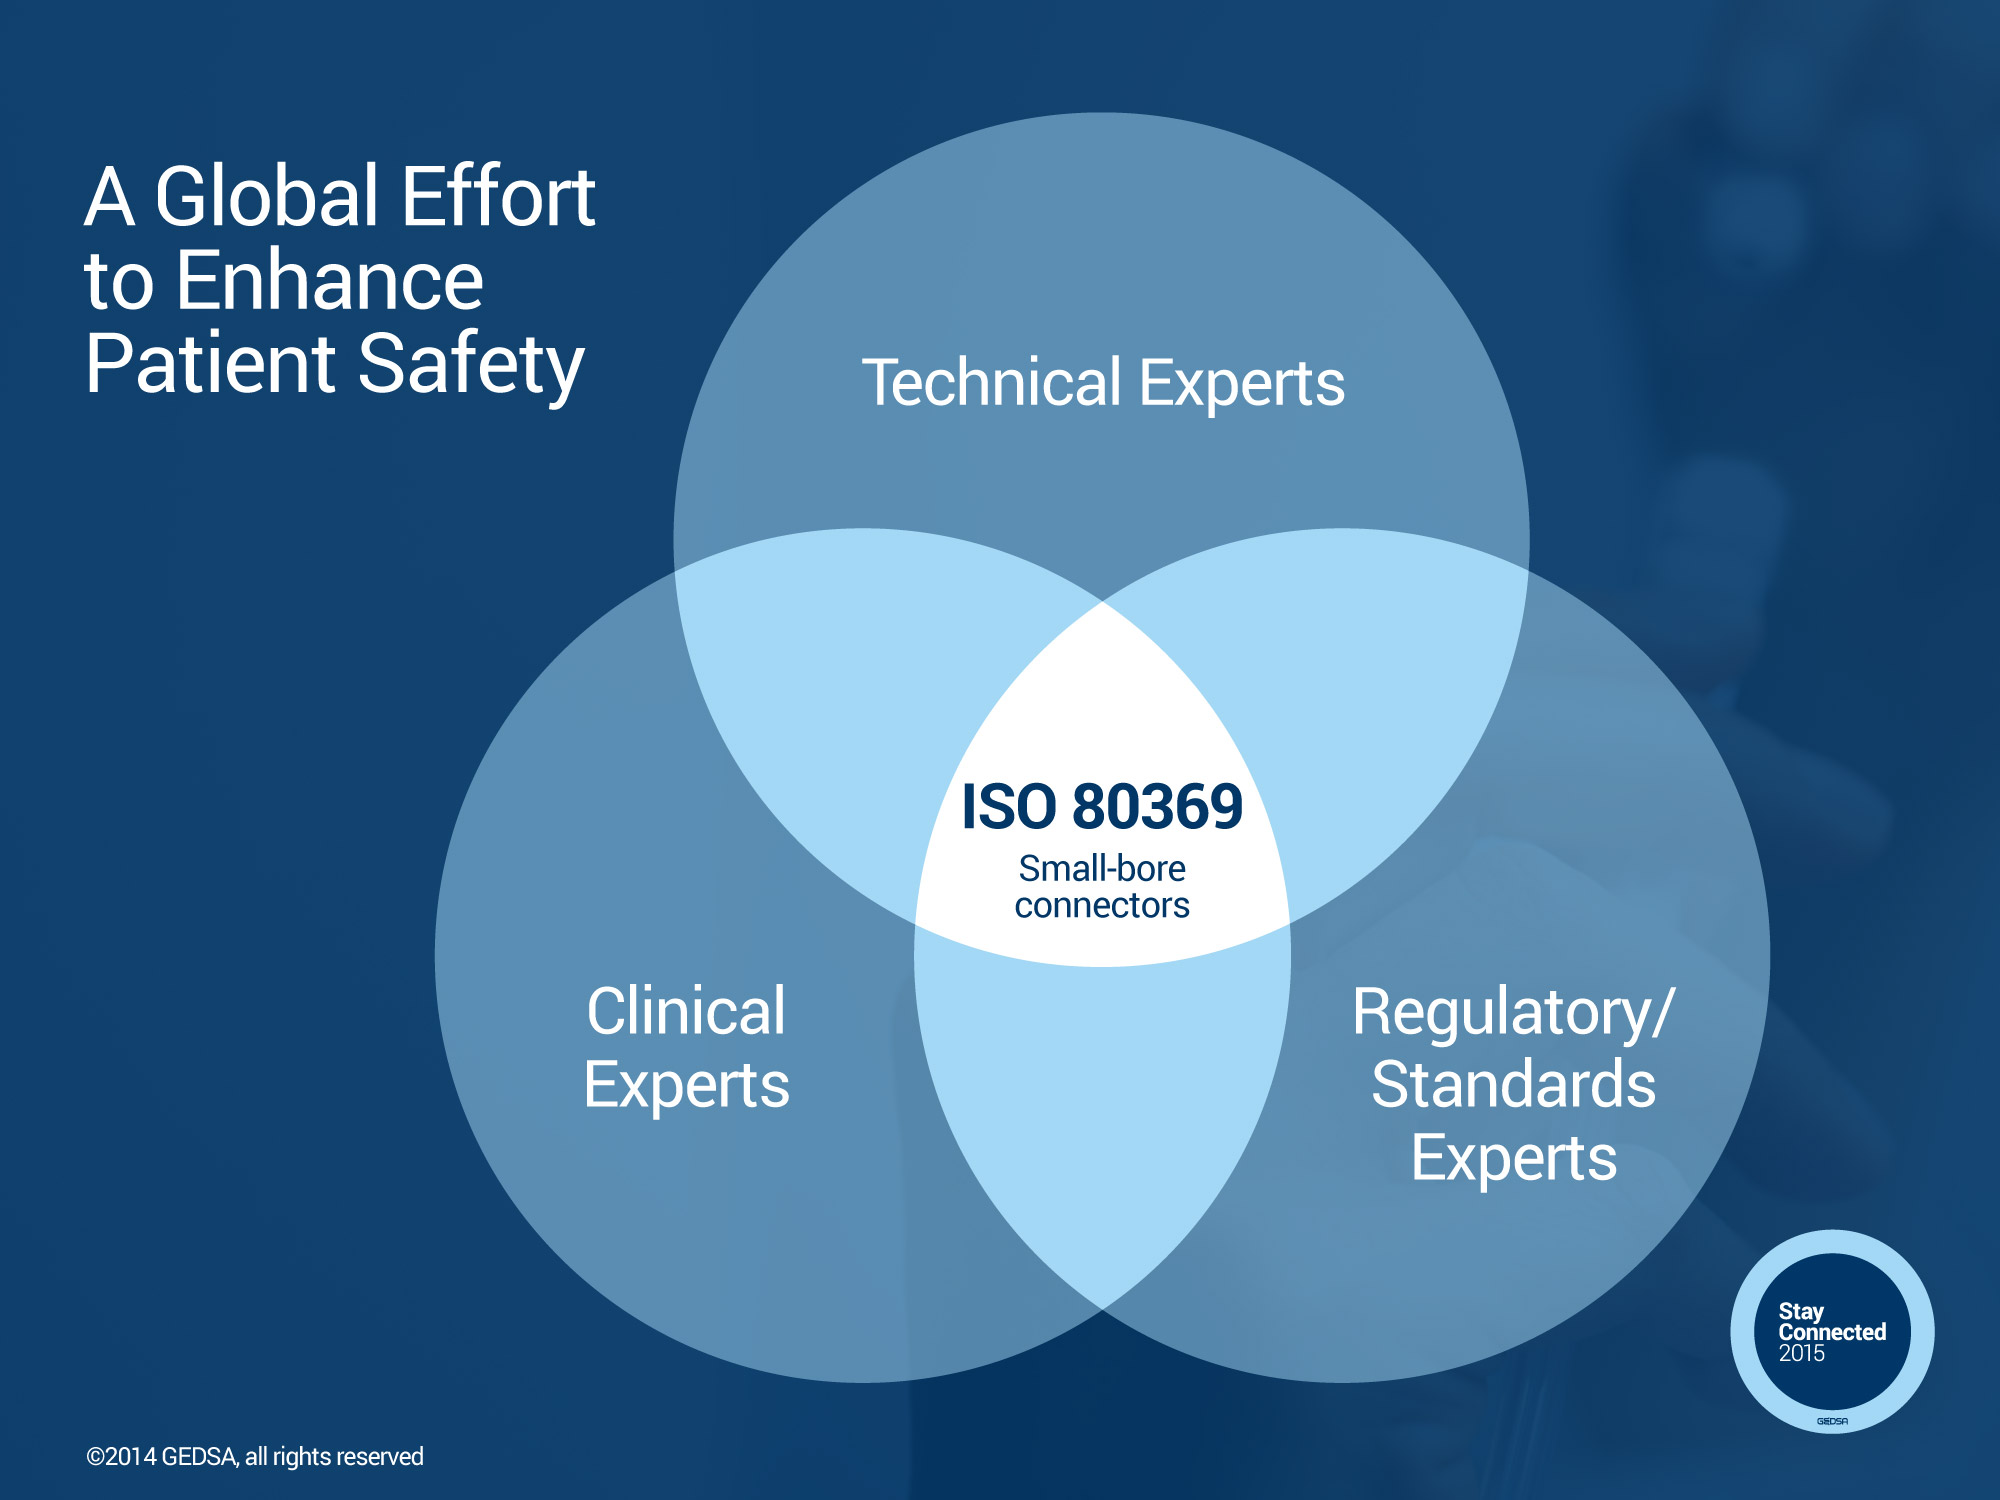 A Global Effort
to Enhance
Patient Safety
Technical Experts
ISO 80369
Small-bore
connectors
Clinical
Experts
Regulatory/
Standards
Experts
Stay
Connected
2015
GEDSA
©2014 GEDSA, all rights reserved